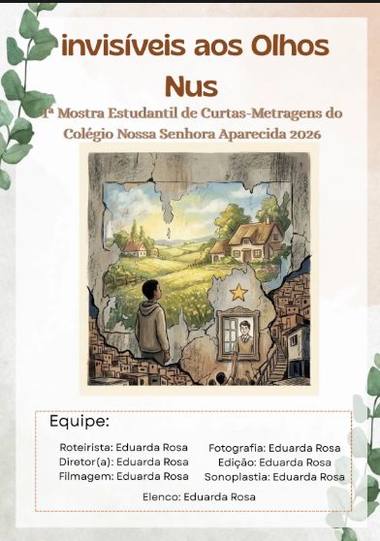 invisíveis aos Olhos
Nus
1ª Mostra Estudantil de Curtas-Metragens do
Colégio Nossa Senhora Aparecida 2026
Equipe:
Roteirista: Eduarda Rosa
Fotografia: Eduarda Rosa
Diretor(a): Eduarda Rosa
Edição: Eduarda Rosa
Filmagem: Eduarda Rosa
Sonoplastia: Eduarda Rosa
Elenco: Eduarda Rosa